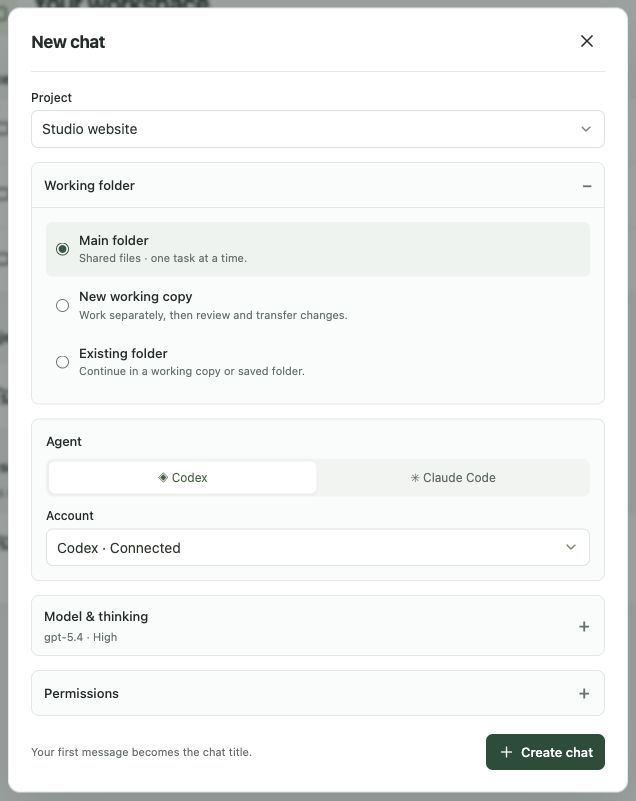 Your workspace
New chat
Project
Studio website
Working folder
Main folder
Shared files · one task at a time.
New working copy
Work separately, then review and transfer changes.
Existing folder
Continue in a working copy or saved folder.
Agent
Codex
Claude Code
Account
Codex · Connected
Model & thinking
gpt-5.4 · High
Permissions
Your first message becomes the chat title.
Create chat